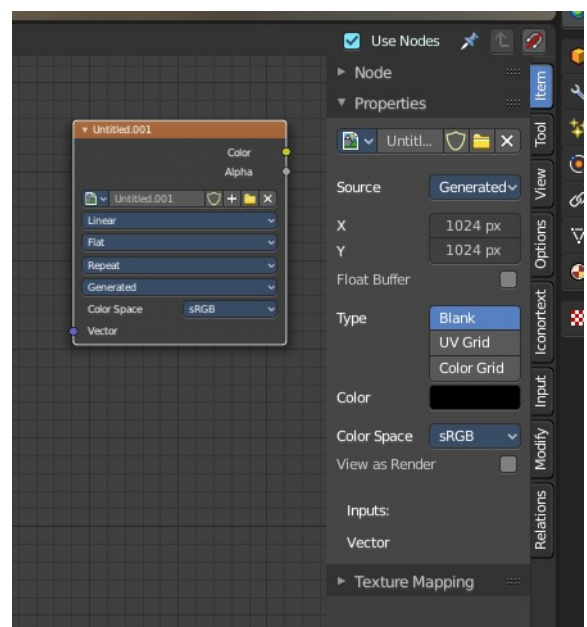 Use Nodes
Node
Properties
Untitl...
Source
Generated
X
1024 px
Y
1024 px
Float Buffer
Type
Blank
UV Grid
Color Grid
Color
Color Space
sRGB
View as Render
Inputs:
Vector
Texture Mapping
Item
Tool
View
Options
Iconortext
Input
Modify
Relations
Untitled.001
Color
Alpha
Untitled.001
Linear
Flat
Repeat
Generated
Color Space
sRGB
Vector